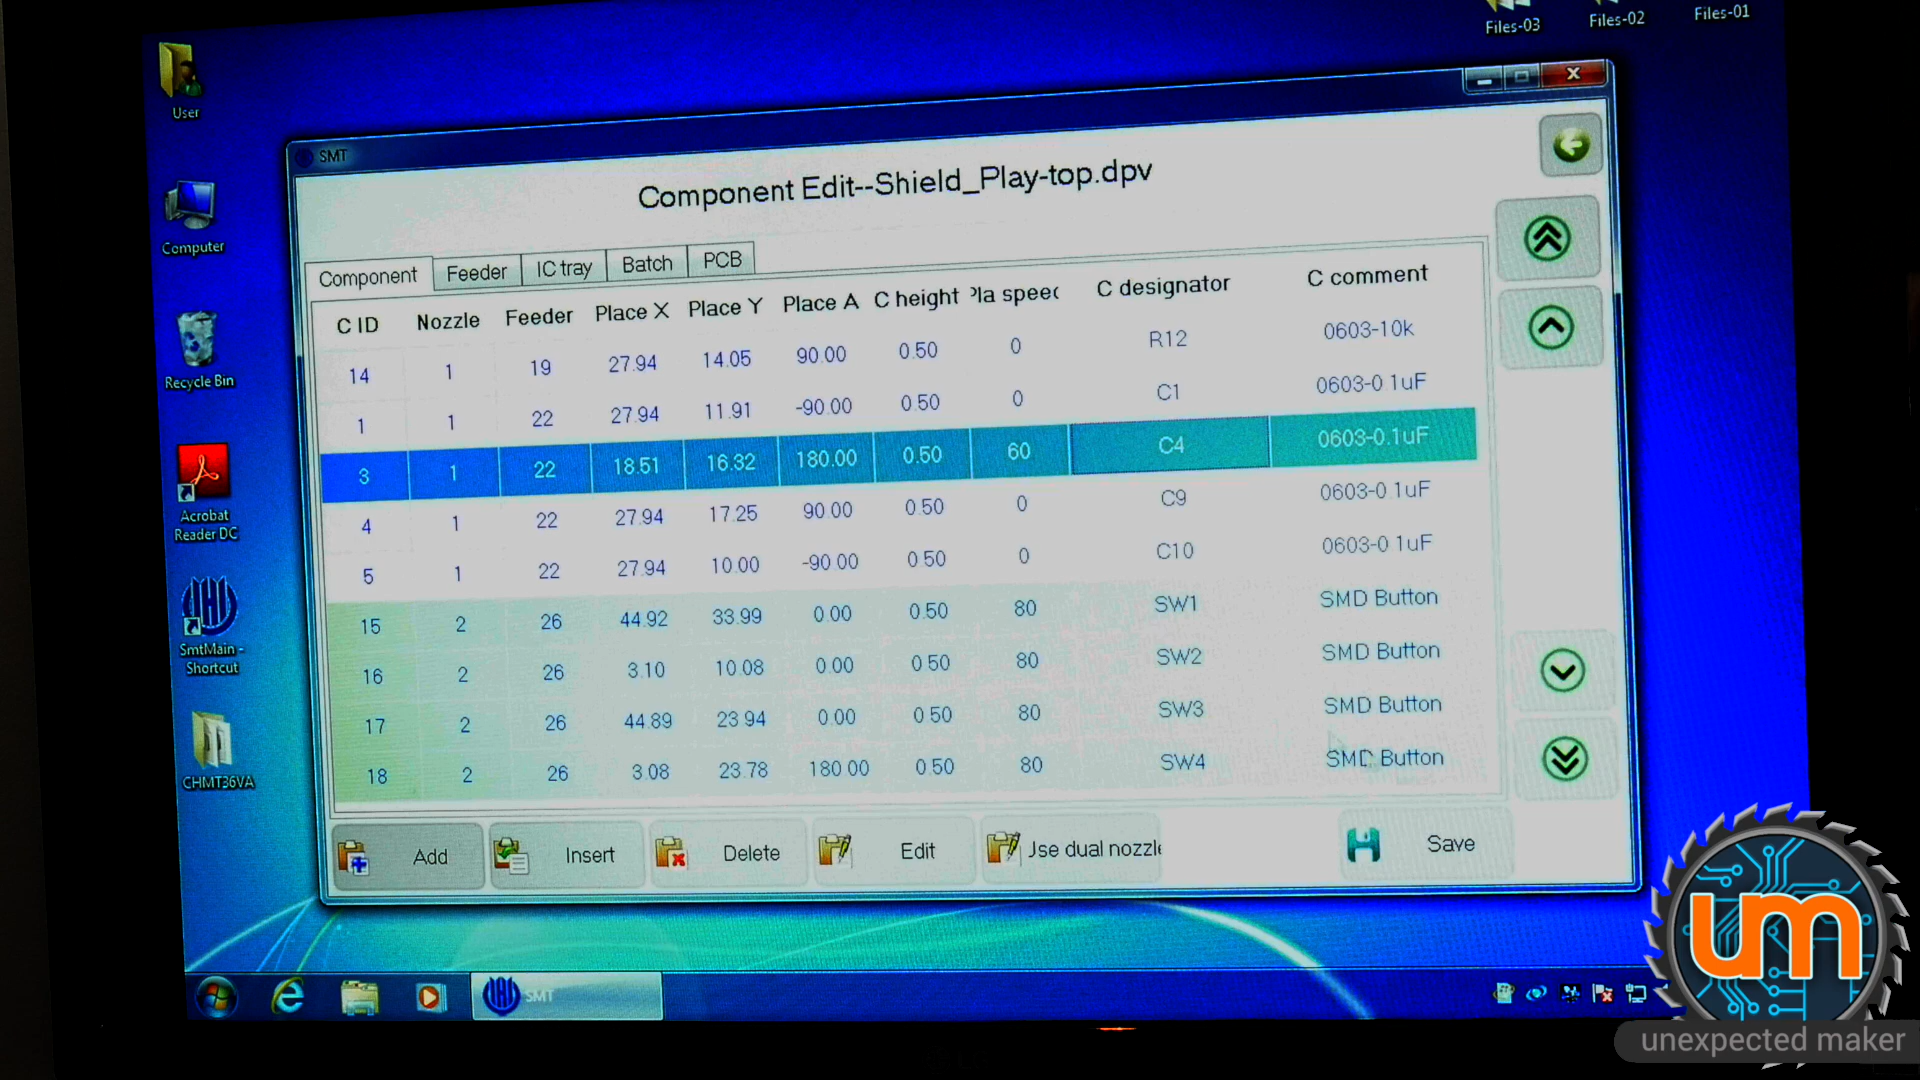 Files-03 Files-02 Files-01
User
Computer
Recycle Bin
Acrobat
Reader DC
SmtMain -
Shortcut
CHMT36VA
SMT
Component Edit--Shield_Play-top.dpv
Component Feeder IC tray Batch PCB
C ID Nozzle Feeder Place X Place Y Place A C height Pla speed C designator C comment
14 1 19 27.94 14.05 90.00 0.50 0 R12 0603-10k
1 1 22 27.94 11.91 -90.00 0.50 0 C1 0603-0.1uF
3 1 22 18.51 16.32 180.00 0.50 60 C4 0603-0.1uF
4 1 22 27.94 17.25 90.00 0.50 0 C9 0603-0.1uF
5 1 22 27.94 10.00 -90.00 0.50 0 C10 0603-0.1uF
15 2 26 44.92 33.99 0.00 0.50 80 SW1 SMD Button
16 2 26 3.10 10.08 0.00 0.50 80 SW2 SMD Button
17 2 26 44.89 23.94 0.00 0.50 80 SW3 SMD Button
18 2 26 3.08 23.78 180.00 0.50 80 SW4 SMD Button
Add Insert Delete Edit Jse dual nozzle Save
SMT
um
unexpected maker